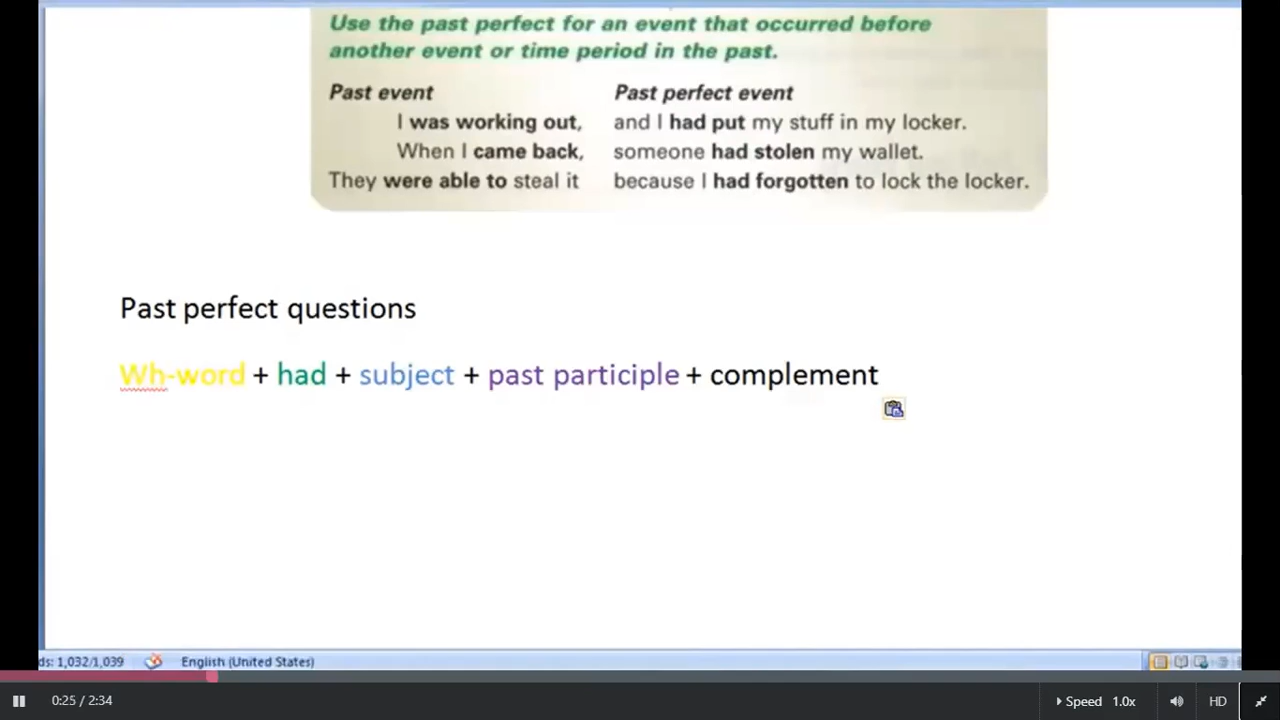 Use the past perfect for an event that occurred before
another event or time period in the past.
Past event Past perfect event
I was working out, and I had put my stuff in my locker.
When I came back, someone had stolen my wallet.
They were able to steal it because I had forgotten to lock the locker.
Past perfect questions
Wh-word + had + subject + past participle + complement
ds: 1,032/1,039 English (United States)
0:25 / 2:34 Speed 1.0x HD